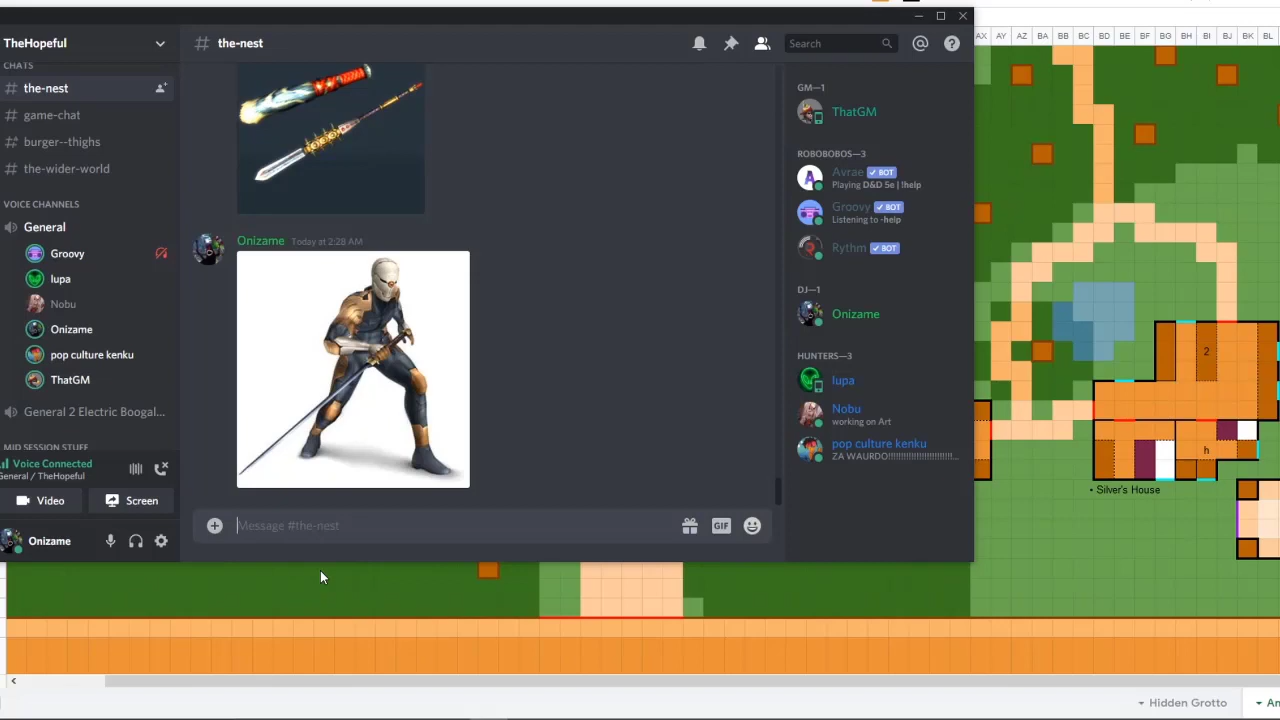 TheHopeful
CHATS
# the-nest
# game-chat
# burger--thighs
# the-wider-world
VOICE CHANNELS
General
Groovy
lupa
Nobu
Onizame
pop culture kenku
ThatGM
General 2 Electric Boogal...
MID SESSION STUFF
Voice Connected
General / TheHopeful
Video
Screen
Onizame
# the-nest
Search
Onizame Today at 2:28 AM
Message #the-nest
GIF
GM—1
ThatGM
ROBOBOBOS—3
Avrae ✓ BOT
Playing D&D 5e | !help
Groovy ✓ BOT
Listening to -help
Rythm ✓ BOT
DJ—1
Onizame
HUNTERS—3
lupa
Nobu
working on Art
pop culture kenku
ZA WAURDO!!!!!!!!!!!!!!!!!!!!!!!!!!...
AX AY AZ BA BB BC BD BE BF BG BH BI BJ BK BL
2
h
• Silver's House
Hidden Grotto